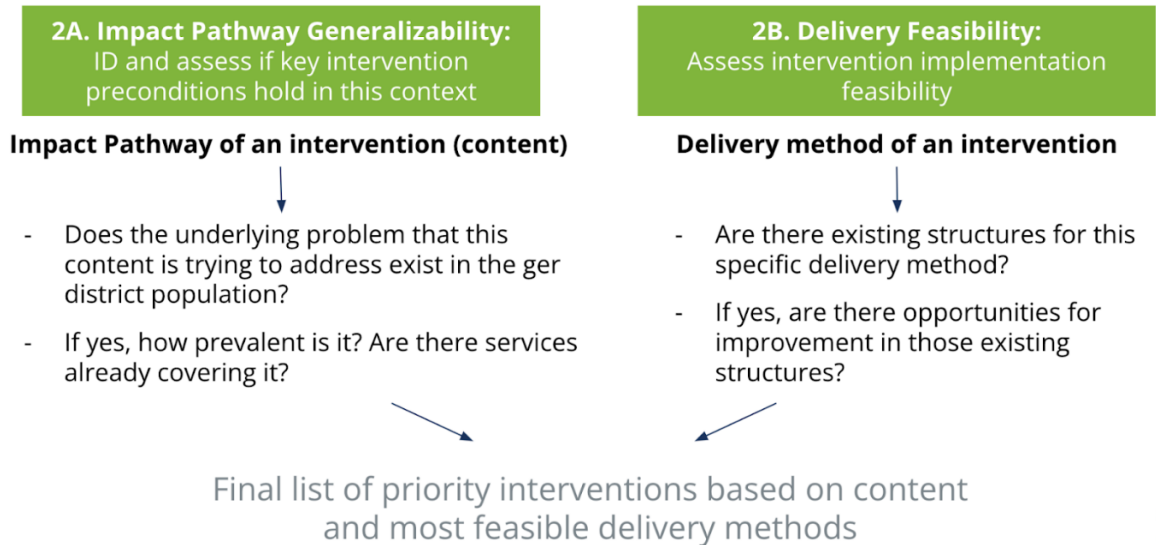 2A. Impact Pathway Generalizability:
ID and assess if key intervention
preconditions hold in this context
Impact Pathway of an intervention (content)
- Does the underlying problem that this
content is trying to address exist in the ger
district population?
- If yes, how prevalent is it? Are there services
already covering it?
2B. Delivery Feasibility:
Assess intervention implementation
feasibility
Delivery method of an intervention
- Are there existing structures for this
specific delivery method?
- If yes, are there opportunities for
improvement in those existing
structures?
Final list of priority interventions based on content
and most feasible delivery methods